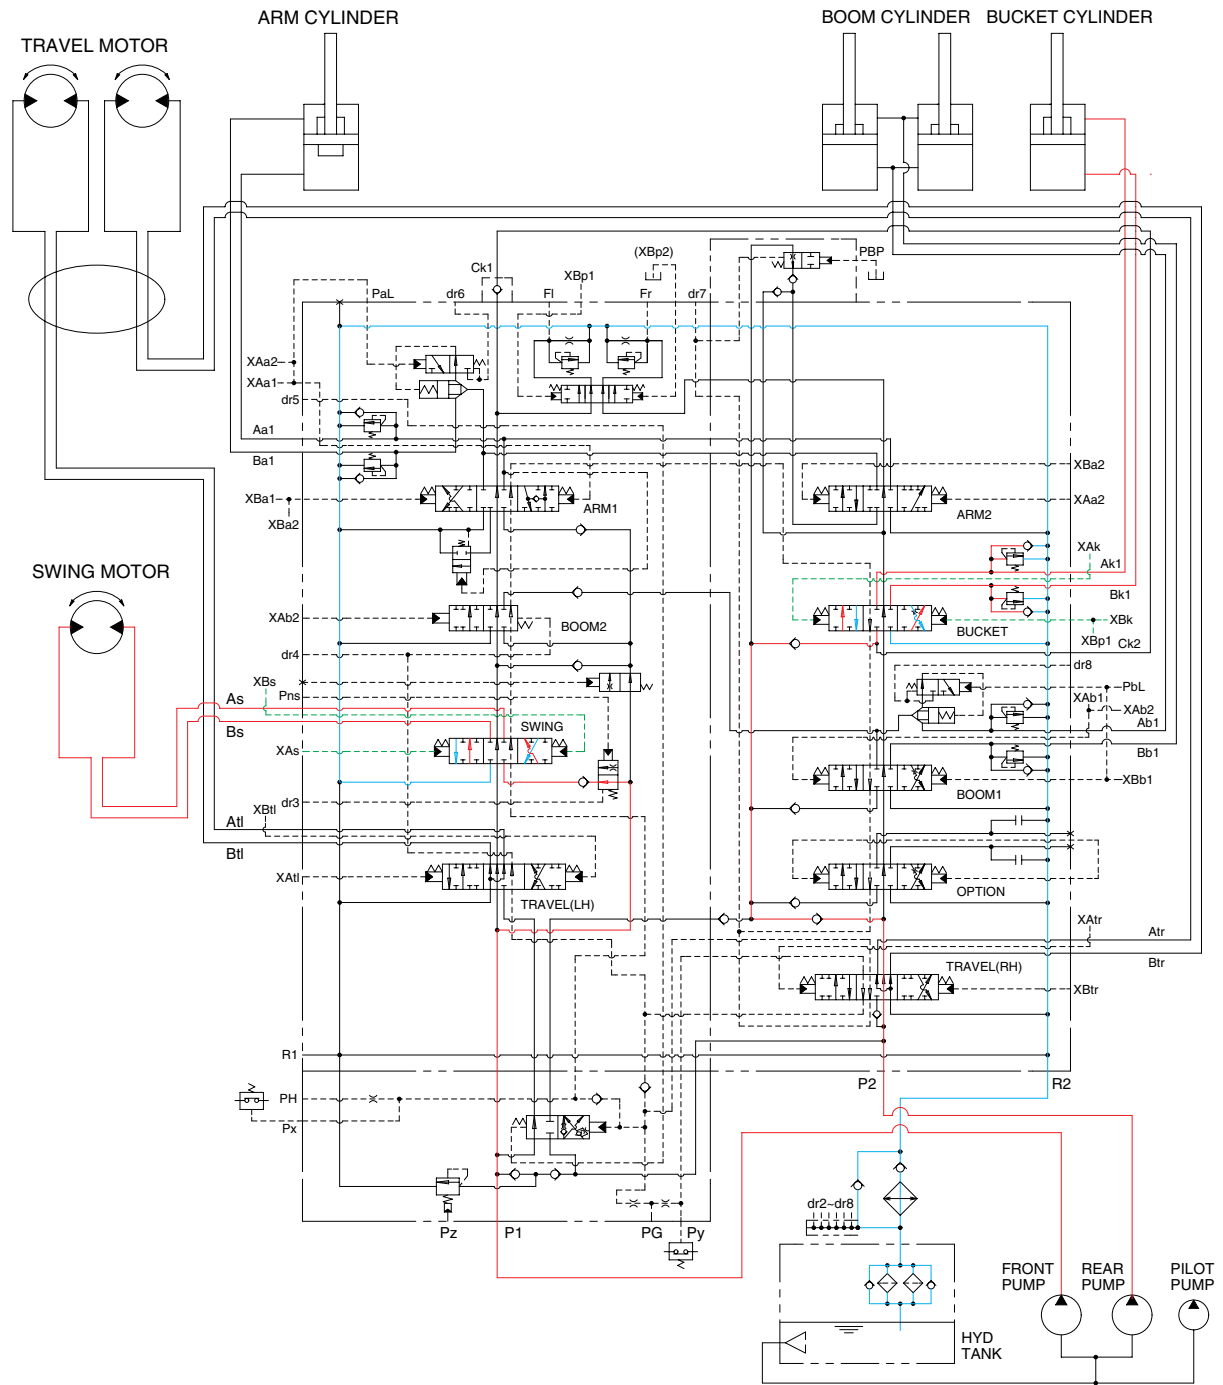 ARM CYLINDER
BOOM CYLINDER
BUCKET CYLINDER
TRAVEL MOTOR
(XBp2)
PBP
Ck1
XBp1
PaL
dr6
Fl
Fr
dr7
XAa2
XAa1
dr5
Aa1
Ba1
XBa2
XBa1
ARM1
XAa2
ARM2
XBa2
XAk
Ak1
SWING MOTOR
Bk1
XAb2
BOOM2
BUCKET
XBk
XBp1
Ck2
dr4
dr8
XBs
Pns
PbL
As
XAb1
XAb2
Bs
SWING
Ab1
XAs
Bb1
XBb1
dr3
BOOM1
XBtl
Atl
Btl
XAtl
OPTION
TRAVEL(LH)
XAtr
Atr
TRAVEL(RH)
Btr
XBtr
R1
P2
R2
PH
Px
dr2~dr8
Pz
P1
PG
Py
FRONT
PUMP
REAR
PUMP
PILOT
PUMP
HYD
TANK